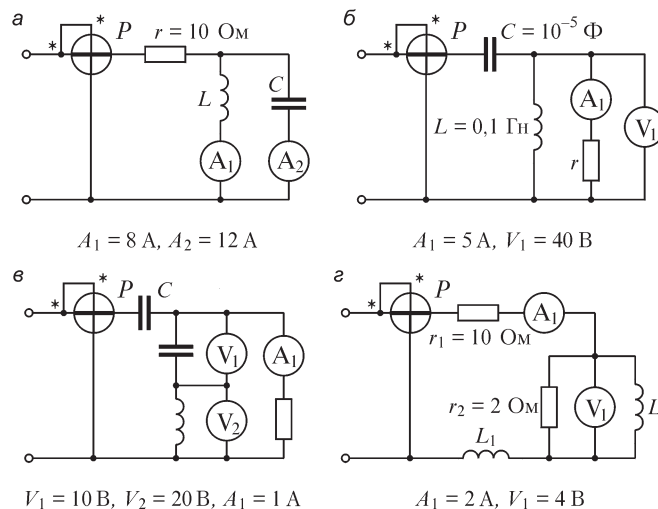 а
* * P r = 10 Ом
L C
A1 A2
A1 = 8 А, A2 = 12 А
б
* * P C = 10⁻⁵ Ф
L = 0,1 Гн A1 V1
r
A1 = 5 А, V1 = 40 В
в
* * P C
V1 A1
V2
V1 = 10 В, V2 = 20 В, A1 = 1 А
г
* * P A1
r1 = 10 Ом
r2 = 2 Ом V1 L
L1
A1 = 2 А, V1 = 4 В